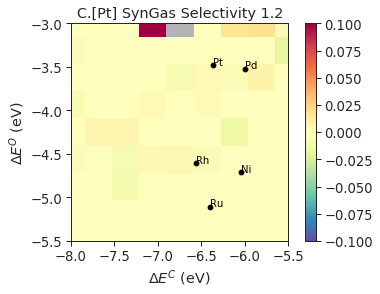 C.[Pt] SynGas Selectivity 1.2
−3.0
−3.5
−4.0
−4.5
−5.0
−5.5
ΔE^O (eV)
Pt
Pd
Rh
Ni
Ru
−8.0 −7.5 −7.0 −6.5 −6.0 −5.5
ΔE^C (eV)
0.100
0.075
0.050
0.025
0.000
−0.025
−0.050
−0.075
−0.100